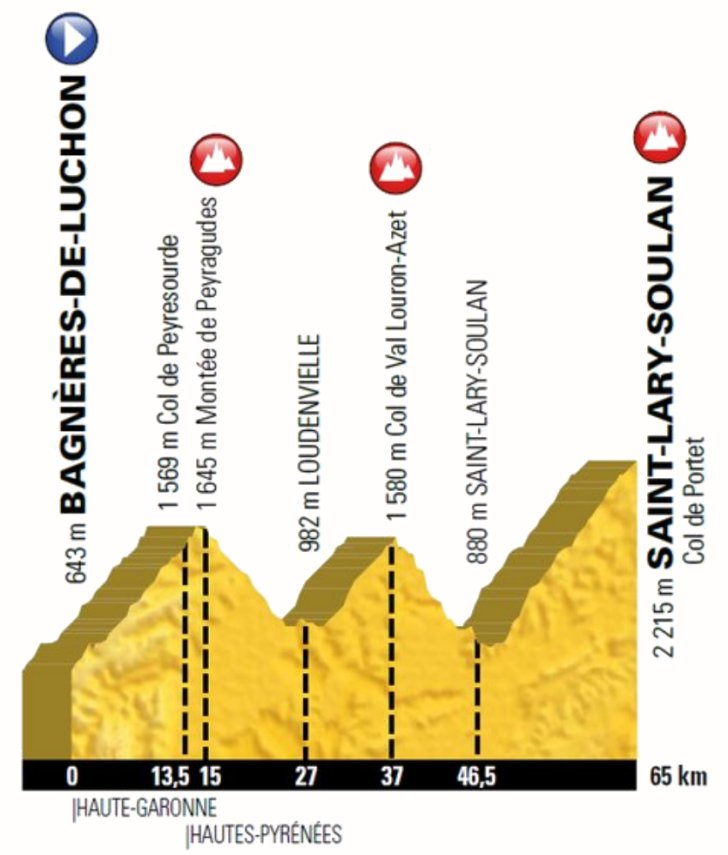 643 m BAGNÈRES-DE-LUCHON
1 569 m Col de Peyresourde
1 645 m Montée de Peyragudes
982 m LOUDENVIELLE
1 580 m Col de Val Louron-Azet
880 m SAINT-LARY-SOULAN
2 215 m SAINT-LARY-SOULAN
Col de Portet
0 13,5 15 27 37 46,5 65 km
|HAUTE-GARONNE
|HAUTES-PYRÉNÉES